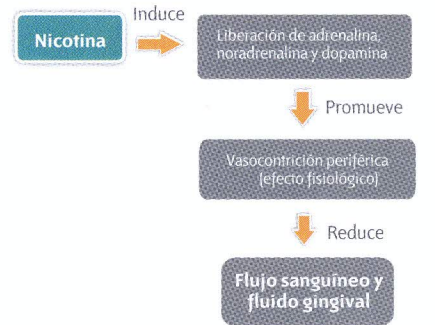 Induce
Nicotina
Liberación de adrenalina,
noradrenalina y dopamina
Promueve
Vasocontrición periférica
(efecto fisiológico)
Reduce
Flujo sanguíneo y
fluido gingival